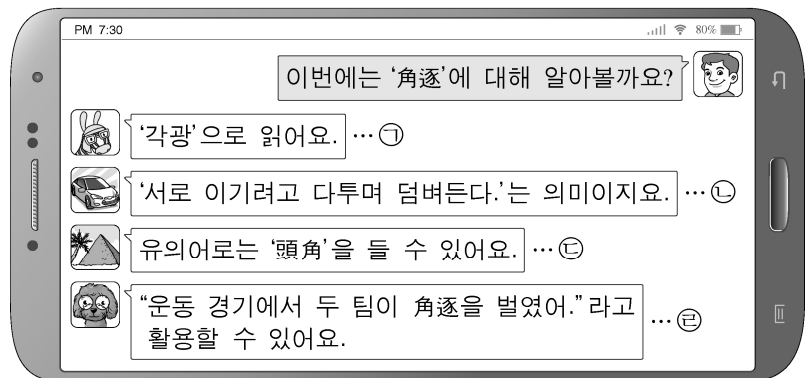 PM 7:30 80%
이번에는 ‘角逐’에 대해 알아볼까요?
‘각광’으로 읽어요. … ㉠
‘서로 이기려고 다투며 덤벼든다.’는 의미이지요. … ㉡
유의어로는 ‘頭角’을 들 수 있어요. … ㉢
“운동 경기에서 두 팀이 角逐을 벌였어.”라고
활용할 수 있어요. … ㉣